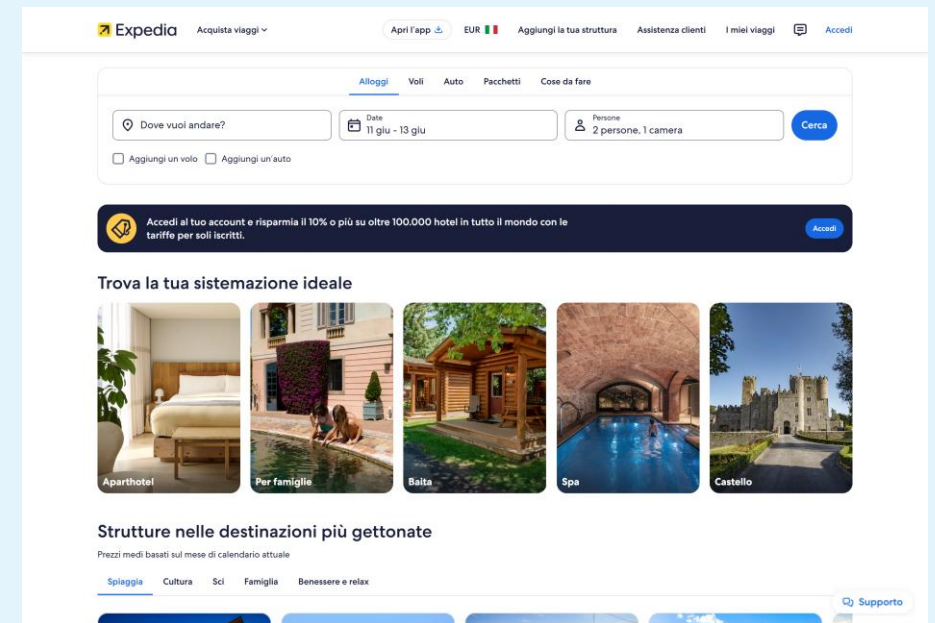 Expedia
Acquista viaggi
Apri l'app
EUR
Aggiungi la tua struttura
Assistenza clienti
I miei viaggi
Accedi
Alloggi
Voli
Auto
Pacchetti
Cose da fare
Dove vuoi andare?
Date
11 giu - 13 giu
Persone
2 persone, 1 camera
Cerca
Aggiungi un volo
Aggiungi un'auto
Accedi al tuo account e risparmia il 10% o più su oltre 100.000 hotel in tutto il mondo con le
tariffe per soli iscritti.
Accedi
Trova la tua sistemazione ideale
Aparthotel
Per famiglie
Baita
Spa
Castello
Strutture nelle destinazioni più gettonate
Prezzi medi basati sul mese di calendario attuale
Spiaggia
Cultura
Sci
Famiglia
Benessere e relax
Supporto